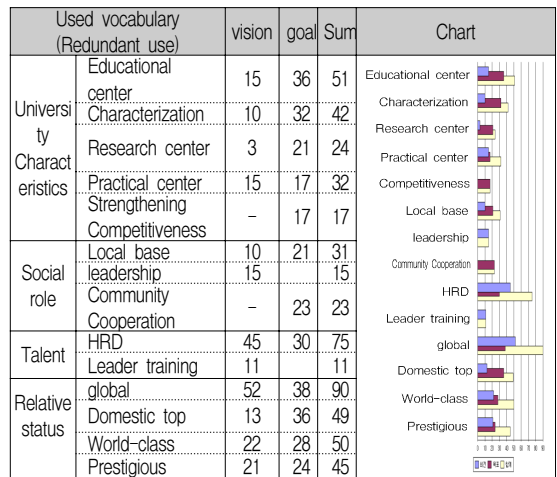 Used vocabulary
(Redundant use)
vision
goal
Sum
Chart
Universi
ty
Charact
eristics
Educational
center
15 36 51
Characterization 10 32 42
Research center 3 21 24
Practical center 15 17 32
Strengthening
Competitiveness
- 17 17
Social
role
Local base 10 21 31
leadership 15 15
Community
Cooperation
- 23 23
Talent
HRD 45 30 75
Leader training 11 11
Relative
status
global 52 38 90
Domestic top 13 36 49
World-class 22 28 50
Prestigious 21 24 45
Educational center
Characterization
Research center
Practical center
Competitiveness
Local base
leadership
Community Cooperation
HRD
Leader training
global
Domestic top
World-class
Prestigious